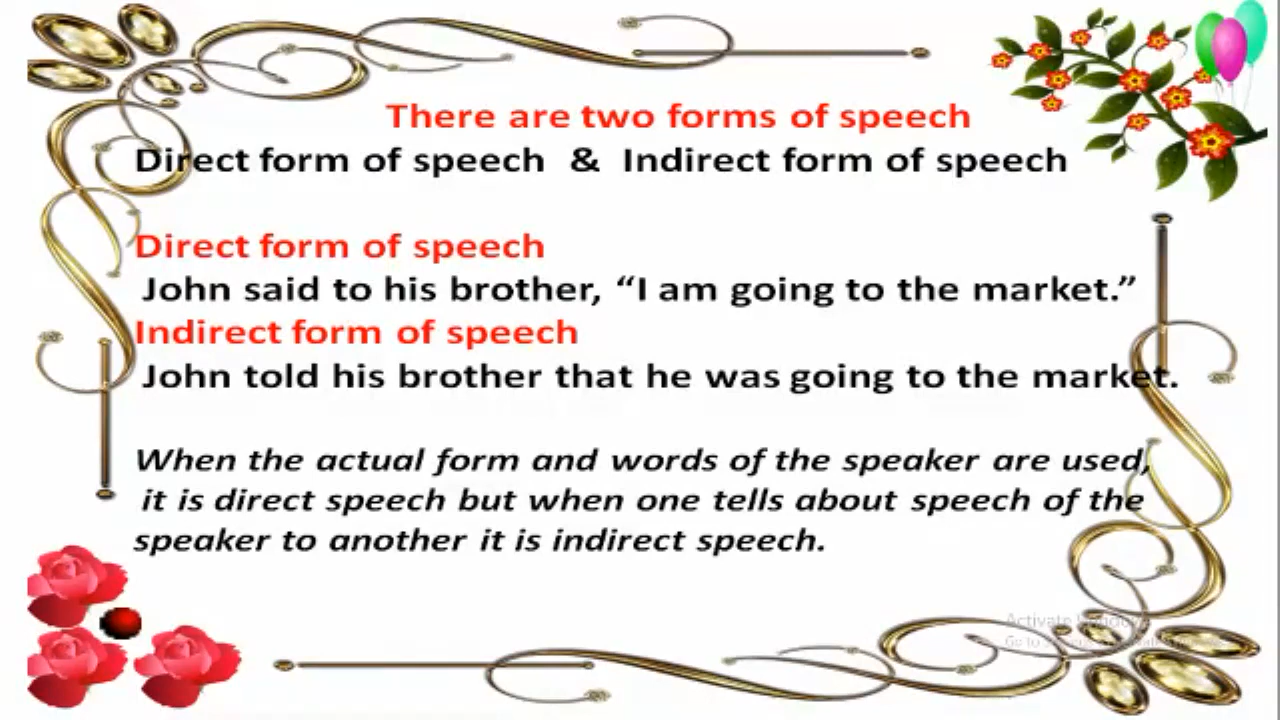 There are two forms of speech
Direct form of speech & Indirect form of speech
Direct form of speech
John said to his brother, “I am going to the market.”
Indirect form of speech
John told his brother that he was going to the market.
When the actual form and words of the speaker are used,
it is direct speech but when one tells about speech of the
speaker to another it is indirect speech.
Activate
Go to